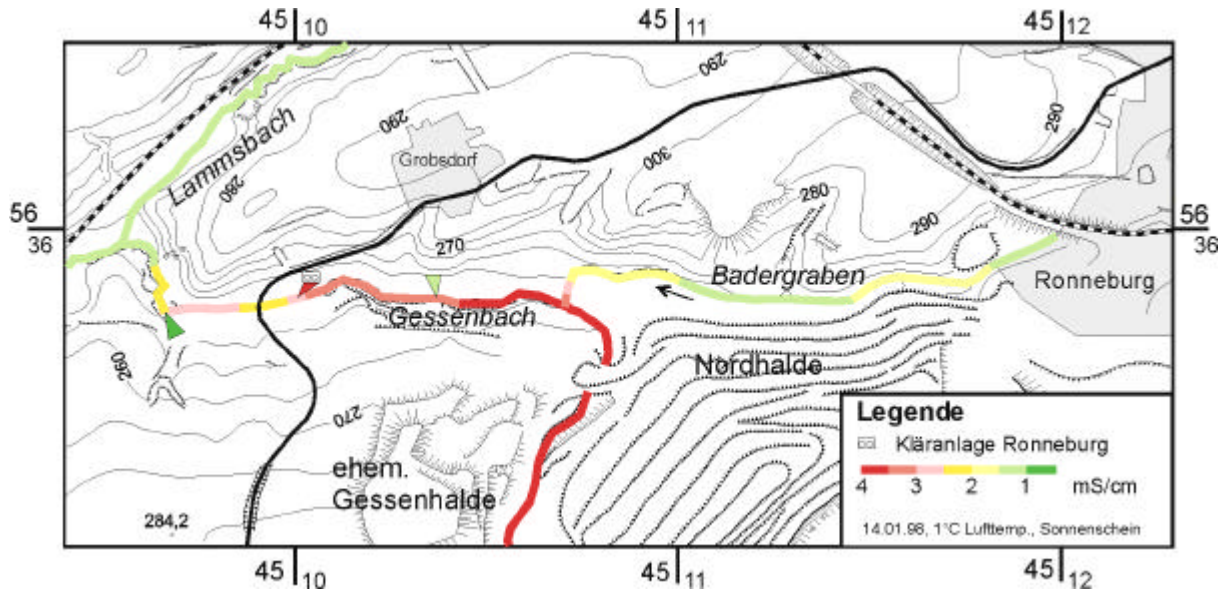 45 10
45 11
45 12
290
290
290
Lammsbach
Grobsdorf
300
280
280
56
36
56
36
290
270
Badergraben
Ronneburg
Gessenbach
Nordhalde
260
270
ehem.
Gessenhalde
284,2
Legende
Kläranlage Ronneburg
4 3 2 1 mS/cm
14.01.98, 1°C Lufttemp., Sonnenschein
45 10
45 11
45 12